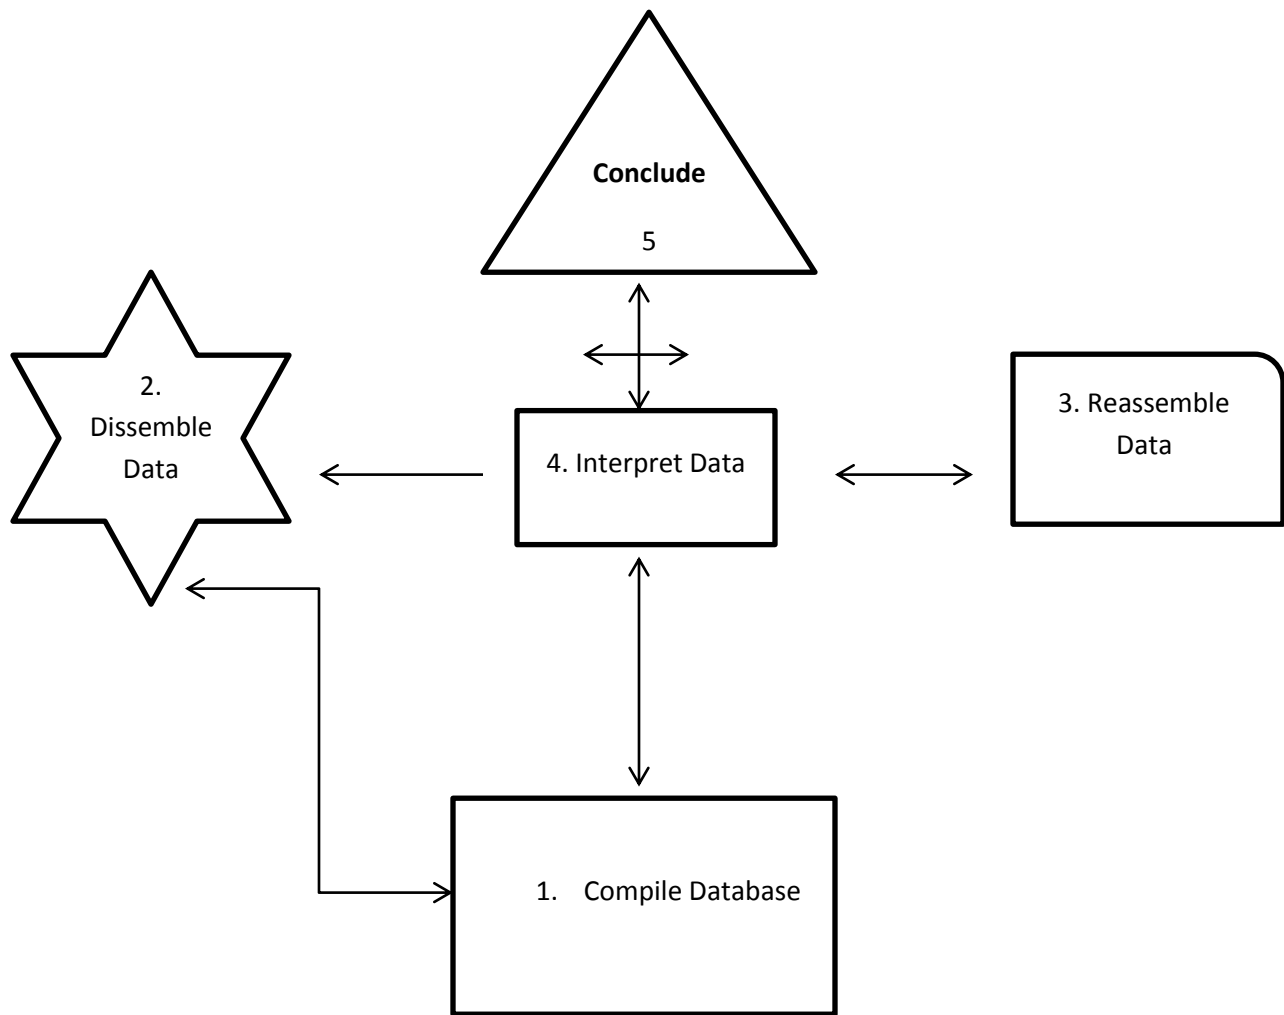 Conclude
5
2.
Dissemble
Data
4. Interpret Data
3. Reassemble
Data
1. Compile Database